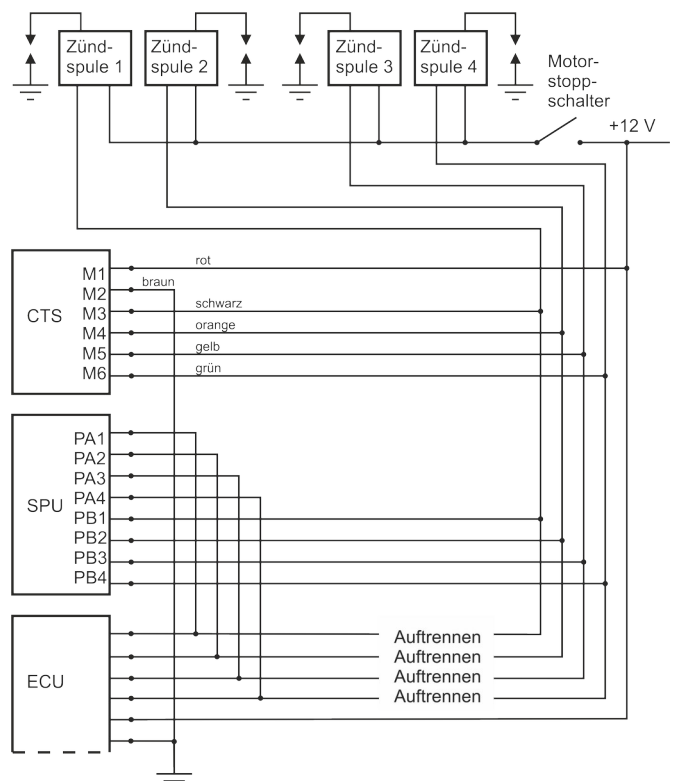 Zünd-
spule 1
Zünd-
spule 2
Zünd-
spule 3
Zünd-
spule 4
Motor-
stopp-
schalter
+12 V
CTS
M1
M2
M3
M4
M5
M6
rot
braun
schwarz
orange
gelb
grün
SPU
PA1
PA2
PA3
PA4
PB1
PB2
PB3
PB4
ECU
Auftrennen
Auftrennen
Auftrennen
Auftrennen